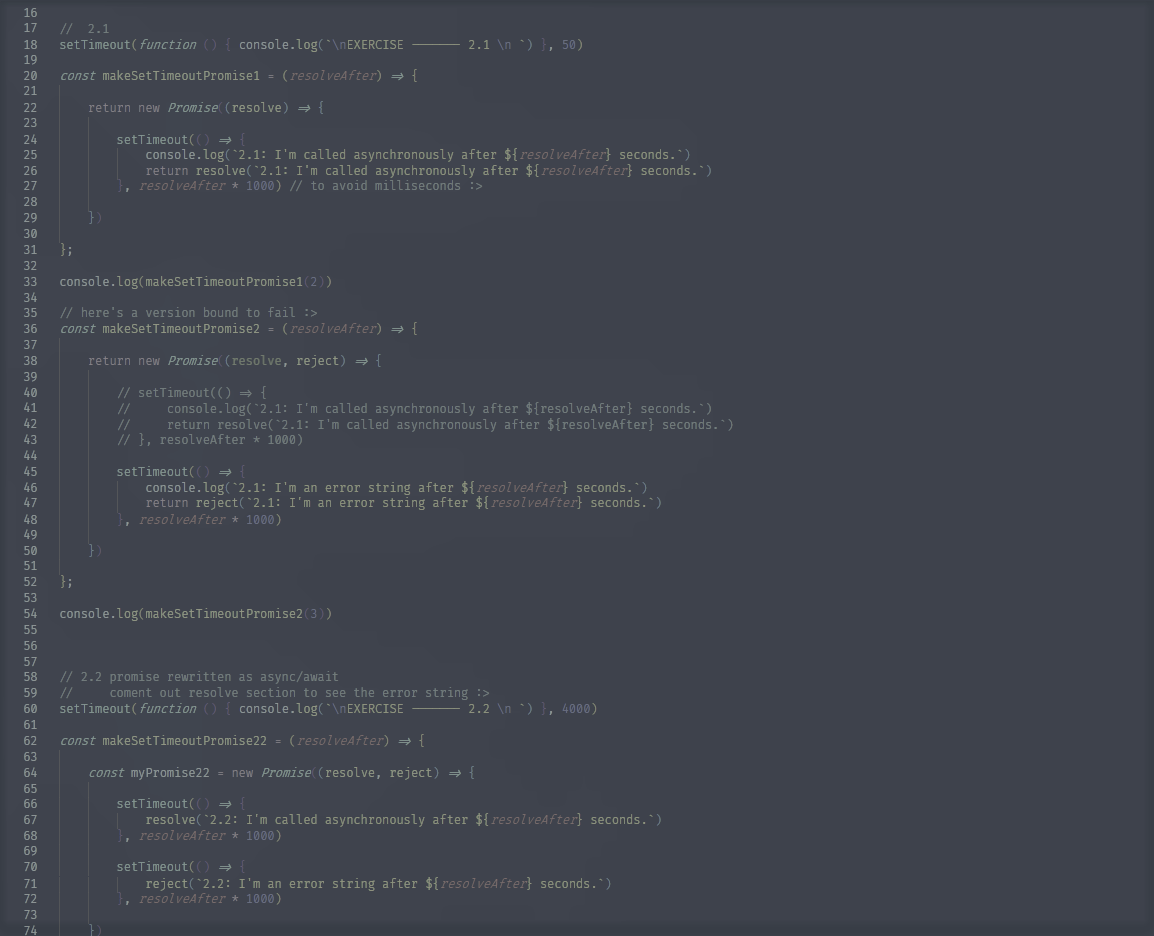 16
17 //  2.1
18 setTimeout(function () { console.log(`\nEXERCISE ——————— 2.1 \n `) }, 50)
19
20 const makeSetTimeoutPromise1 = (resolveAfter) => {
21
22     return new Promise((resolve) => {
23
24         setTimeout(() => {
25             console.log(`2.1: I'm called asynchronously after ${resolveAfter} seconds.`)
26             return resolve(`2.1: I'm called asynchronously after ${resolveAfter} seconds.`)
27         }, resolveAfter * 1000) // to avoid milliseconds :>
28
29     })
30
31 };
32
33 console.log(makeSetTimeoutPromise1(2))
34
35 // here's a version bound to fail :>
36 const makeSetTimeoutPromise2 = (resolveAfter) => {
37
38     return new Promise((resolve, reject) => {
39
40         // setTimeout(() => {
41         //     console.log(`2.1: I'm called asynchronously after ${resolveAfter} seconds.`)
42         //     return resolve(`2.1: I'm called asynchronously after ${resolveAfter} seconds.`)
43         // }, resolveAfter * 1000)
44
45         setTimeout(() => {
46             console.log(`2.1: I'm an error string after ${resolveAfter} seconds.`)
47             return reject(`2.1: I'm an error string after ${resolveAfter} seconds.`)
48         }, resolveAfter * 1000)
49
50     })
51
52 };
53
54 console.log(makeSetTimeoutPromise2(3))
55
56
57
58 // 2.2 promise rewritten as async/await
59 //     coment out resolve section to see the error string :>
60 setTimeout(function () { console.log(`\nEXERCISE ——————— 2.2 \n `) }, 4000)
61
62 const makeSetTimeoutPromise22 = (resolveAfter) => {
63
64     const myPromise22 = new Promise((resolve, reject) => {
65
66         setTimeout(() => {
67             resolve(`2.2: I'm called asynchronously after ${resolveAfter} seconds.`)
68         }, resolveAfter * 1000)
69
70         setTimeout(() => {
71             reject(`2.2: I'm an error string after ${resolveAfter} seconds.`)
72         }, resolveAfter * 1000)
73
74     })